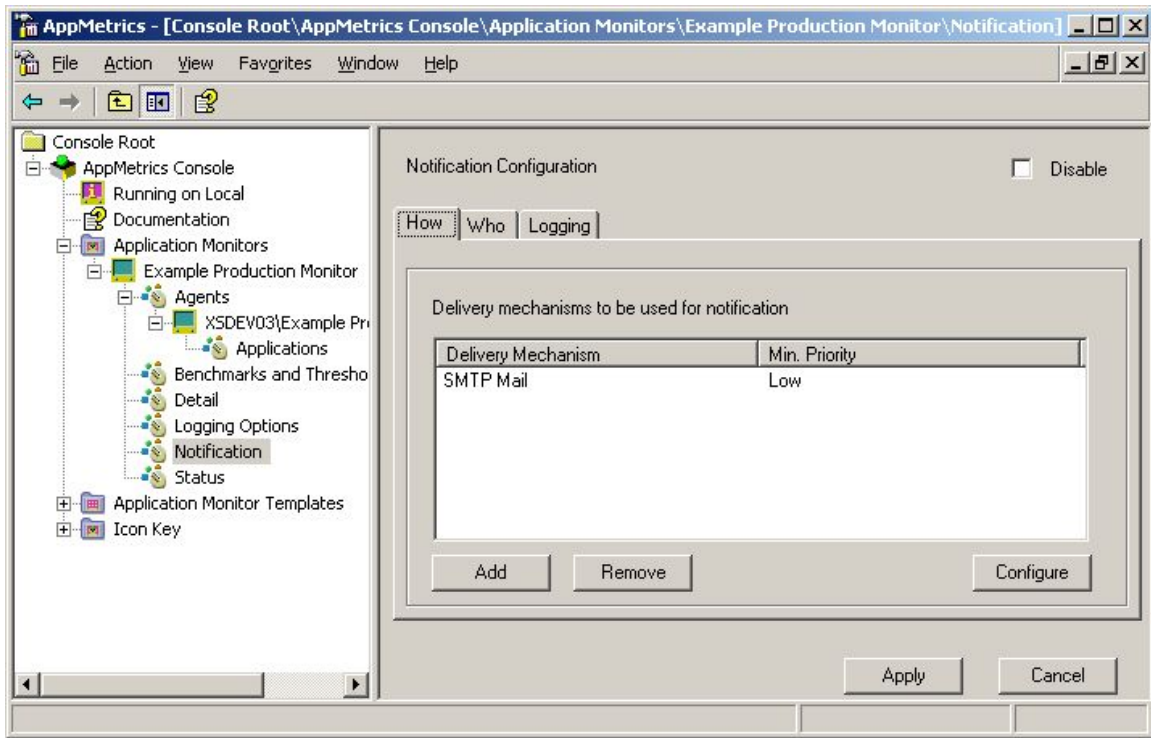 AppMetrics - [Console Root\AppMetrics Console\Application Monitors\Example Production Monitor\Notification]
File Action View Favorites Window Help
Console Root
AppMetrics Console
Running on Local
Documentation
Application Monitors
Example Production Monitor
Agents
XSDEV03\Example Pr
Applications
Benchmarks and Thresho
Detail
Logging Options
Notification
Status
Application Monitor Templates
Icon Key
Notification Configuration
Disable
How Who Logging
Delivery mechanisms to be used for notification
Delivery Mechanism Min. Priority
SMTP Mail Low
Add Remove Configure
Apply Cancel